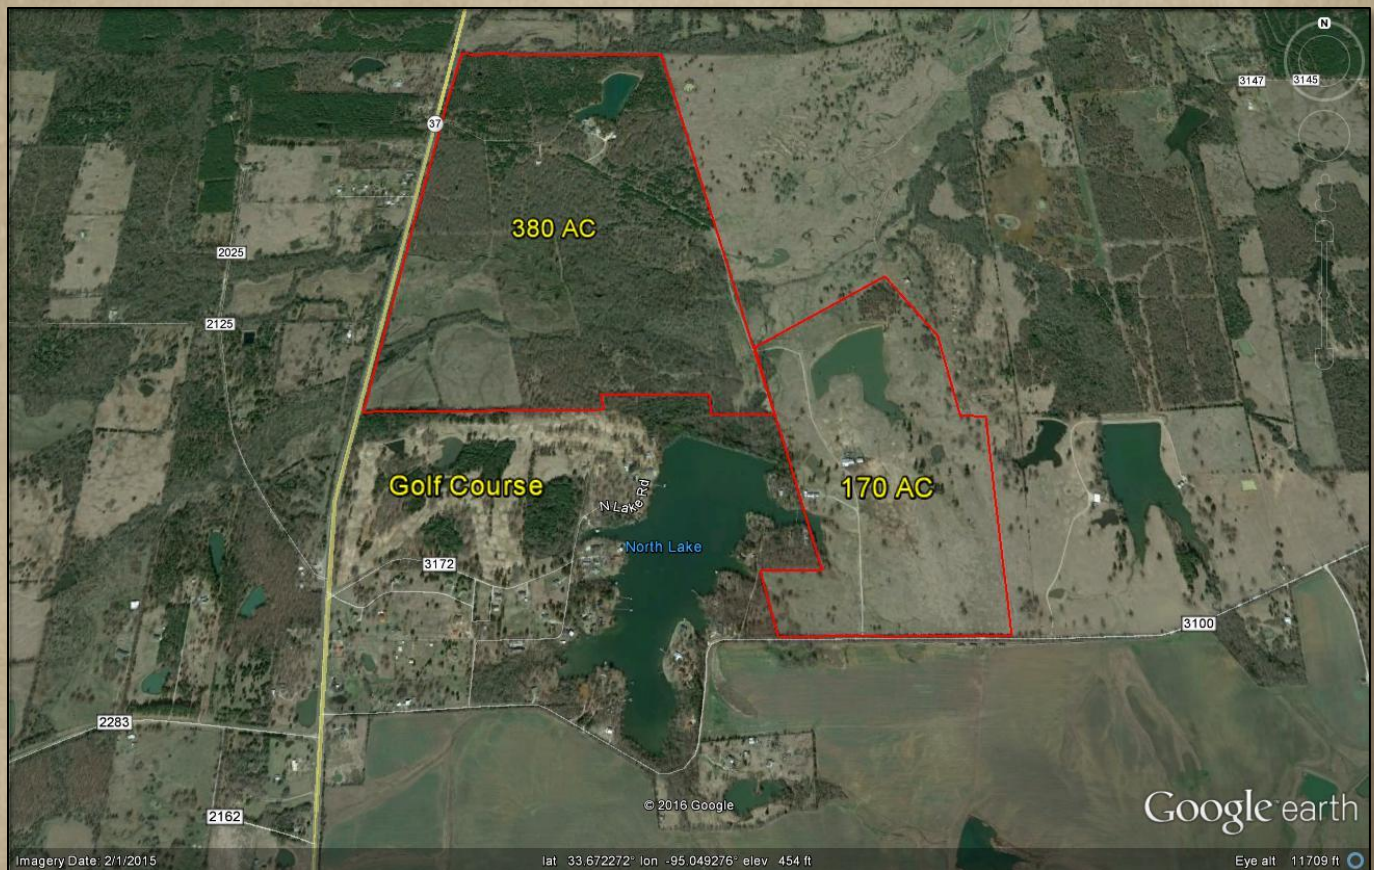 N
3147
3145
37
380 AC
2025
2125
Golf Course
170 AC
N Lake Rd
North Lake
3172
3100
2283
2162
© 2016 Google
Google earth
Imagery Date: 2/1/2015
lat 33.672272° lon -95.049276° elev 454 ft
Eye alt 11709 ft